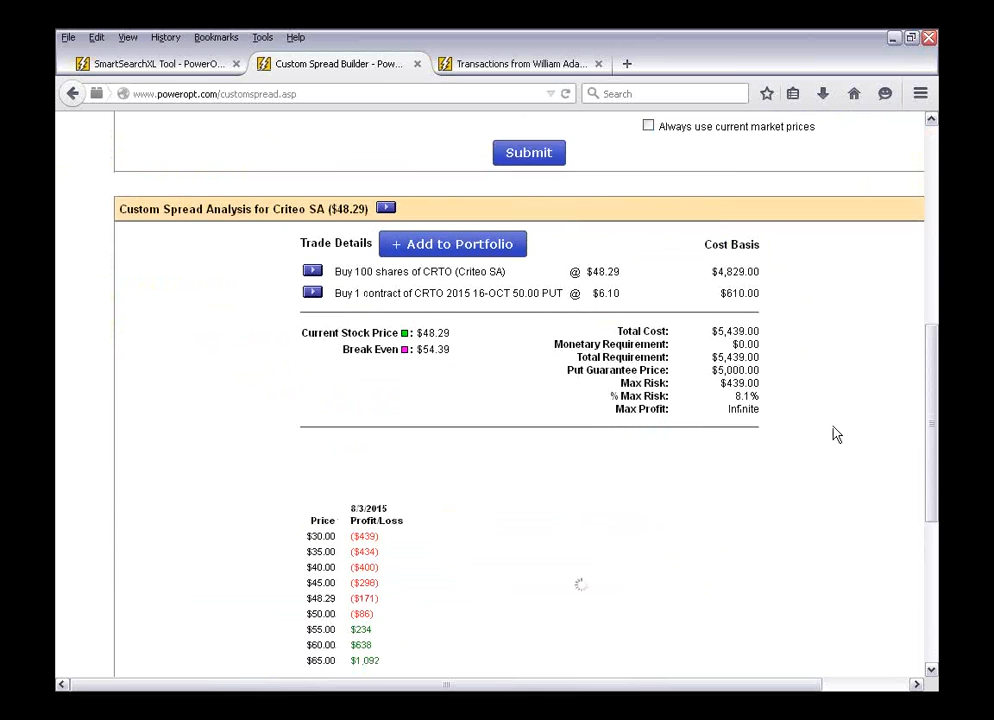 File Edit View History Bookmarks Tools Help
SmartSearchXL Tool - PowerO... × Custom Spread Builder - Pow... × Transactions from William Ada... × +
www.poweropt.com/customspread.asp Search
Always use current market prices
Submit
Custom Spread Analysis for Criteo SA ($48.29)
Trade Details + Add to Portfolio Cost Basis
Buy 100 shares of CRTO (Criteo SA) @ $48.29 $4,829.00
Buy 1 contract of CRTO 2015 16-OCT 50.00 PUT @ $6.10 $610.00
Current Stock Price : $48.29
Break Even : $54.39
Total Cost: $5,439.00
Monetary Requirement: $0.00
Total Requirement: $5,439.00
Put Guarantee Price: $5,000.00
Max Risk: $439.00
% Max Risk: 8.1%
Max Profit: Infinite
8/3/2015
Price Profit/Loss
$30.00 ($439)
$35.00 ($434)
$40.00 ($400)
$45.00 ($296)
$48.29 ($171)
$50.00 ($86)
$55.00 $234
$60.00 $638
$65.00 $1,092